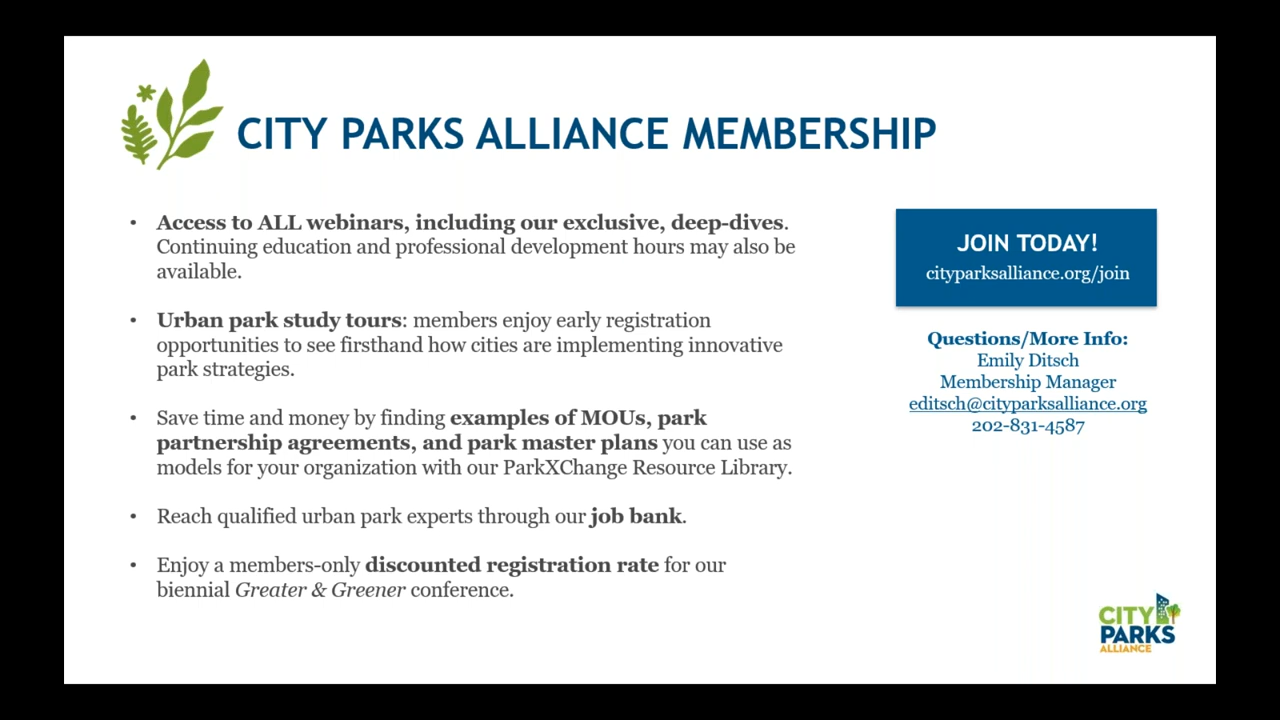 CITY PARKS ALLIANCE MEMBERSHIP
• Access to ALL webinars, including our exclusive, deep-dives.
Continuing education and professional development hours may also be
available.
• Urban park study tours: members enjoy early registration
opportunities to see firsthand how cities are implementing innovative
park strategies.
• Save time and money by finding examples of MOUs, park
partnership agreements, and park master plans you can use as
models for your organization with our ParkXChange Resource Library.
• Reach qualified urban park experts through our job bank.
• Enjoy a members-only discounted registration rate for our
biennial Greater & Greener conference.
JOIN TODAY!
cityparksalliance.org/join
Questions/More Info:
Emily Ditsch
Membership Manager
editsch@cityparksalliance.org
202-831-4587
CITY
PARKS
ALLIANCE